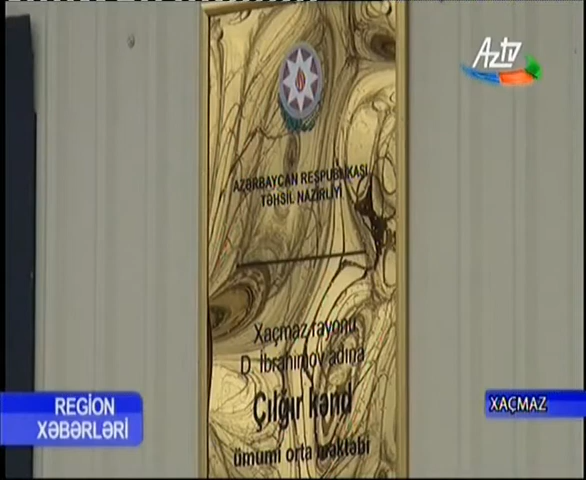 AZTV
AZƏRBAYCAN RESPUBLİKASI
TƏHSİL NAZİRLİYİ
Xaçmaz rayonu
D. İbrahimov adına
Çılğır kənd
ümumi orta məktəbi
REGİON
XƏBƏRLƏRİ
XAÇMAZ